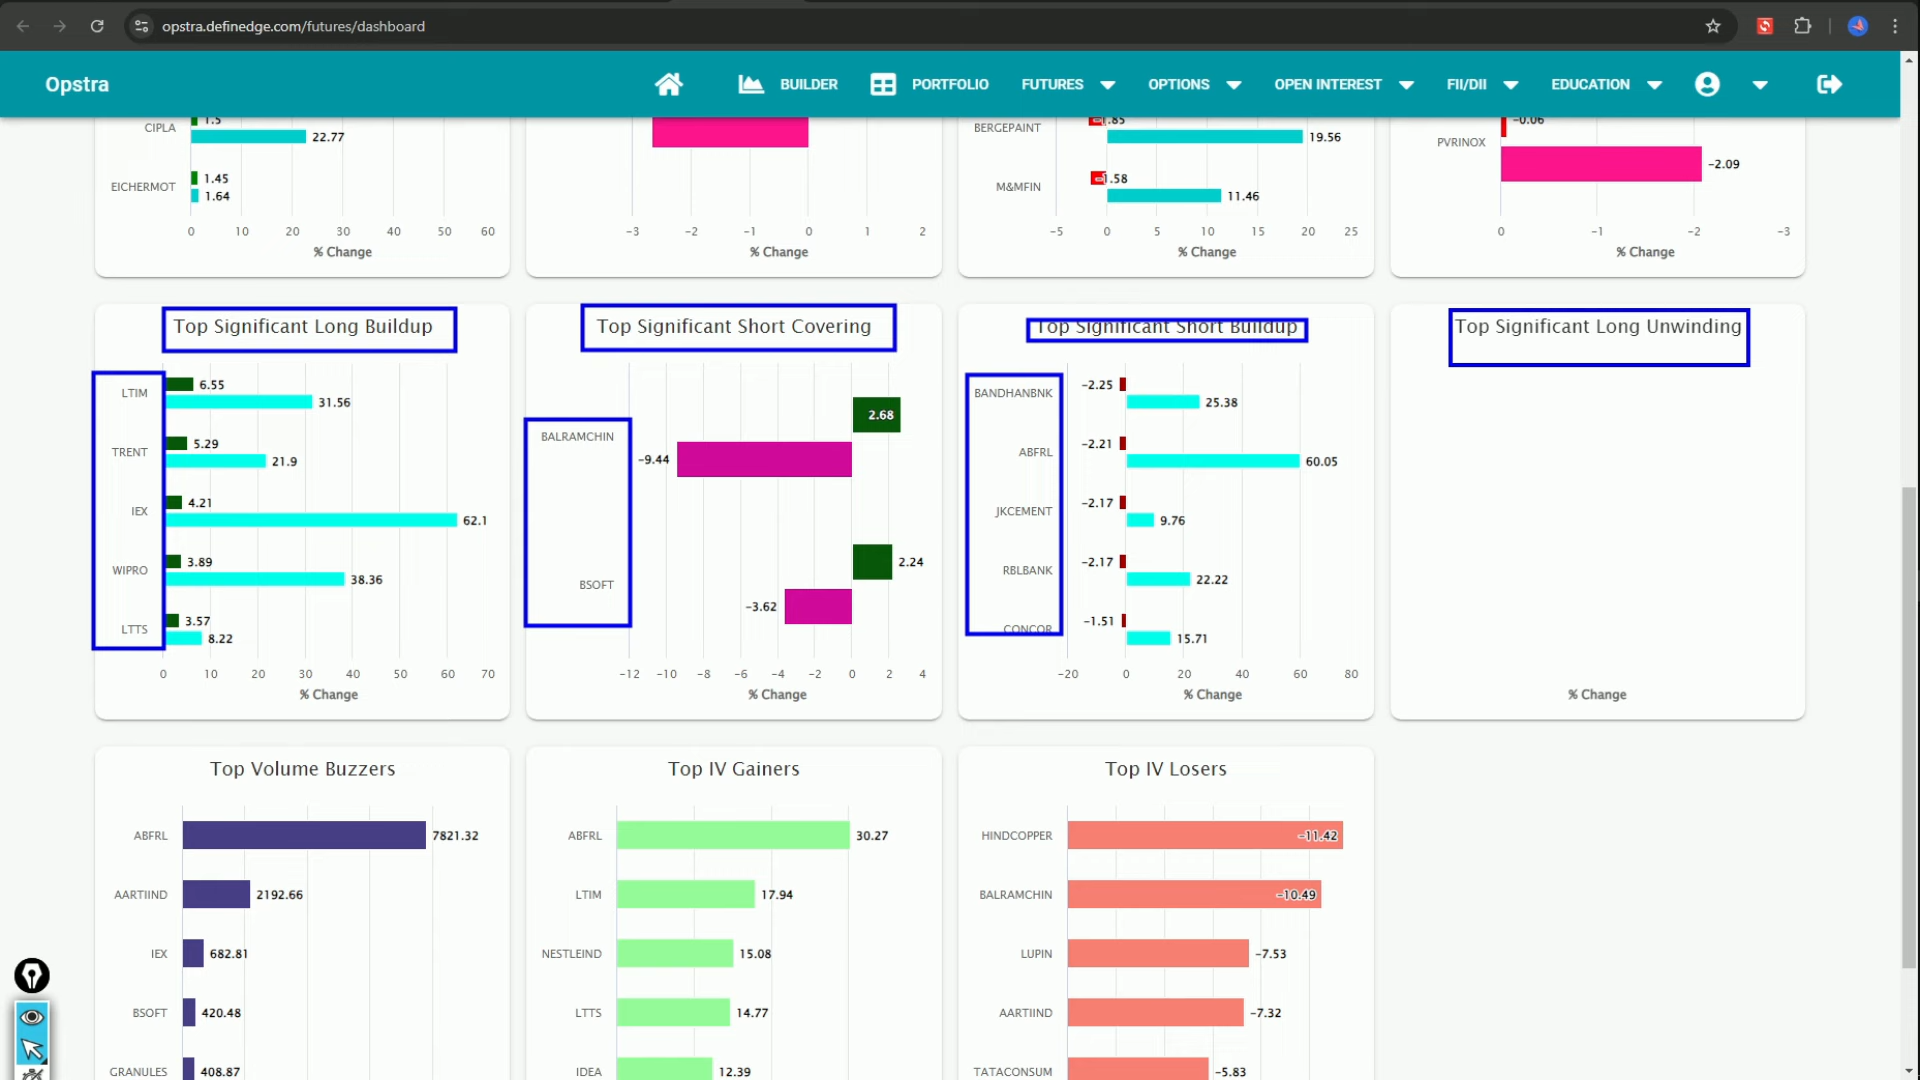 opstra.definedge.com/futures/dashboard
Opstra
BUILDER
PORTFOLIO
FUTURES
OPTIONS
OPEN INTEREST
FII/DII
EDUCATION
CIPLA
1.5
22.77
EICHERMOT
1.45
1.64
0 10 20 30 40 50 60
% Change
-3 -2 -1 0 1 2
% Change
BERGEPAINT
.85
19.56
M&MFIN
1.58
11.46
-5 0 5 10 15 20 25
% Change
-0.06
PVRINOX
-2.09
0 -1 -2 -3
% Change
Top Significant Long Buildup
LTIM
6.55
31.56
TRENT
5.29
21.9
IEX
4.21
62.1
WIPRO
3.89
38.36
LTTS
3.57
8.22
0 10 20 30 40 50 60 70
% Change
Top Significant Short Covering
2.68
BALRAMCHIN
-9.44
2.24
BSOFT
-3.62
-12 -10 -8 -6 -4 -2 0 2 4
% Change
Top Significant Short Buildup
BANDHANBNK
-2.25
25.38
ABFRL
-2.21
60.05
JKCEMENT
-2.17
9.76
RBLBANK
-2.17
22.22
CONCOR
-1.51
15.71
-20 0 20 40 60 80
% Change
Top Significant Long Unwinding
% Change
Top Volume Buzzers
ABFRL
7821.32
AARTIIND
2192.66
IEX
682.81
BSOFT
420.48
GRANULES
408.87
Top IV Gainers
ABFRL
30.27
LTIM
17.94
NESTLEIND
15.08
LTTS
14.77
IDEA
12.39
Top IV Losers
HINDCOPPER
-11.42
BALRAMCHIN
-10.49
LUPIN
-7.53
AARTIIND
-7.32
TATACONSUM
-5.83